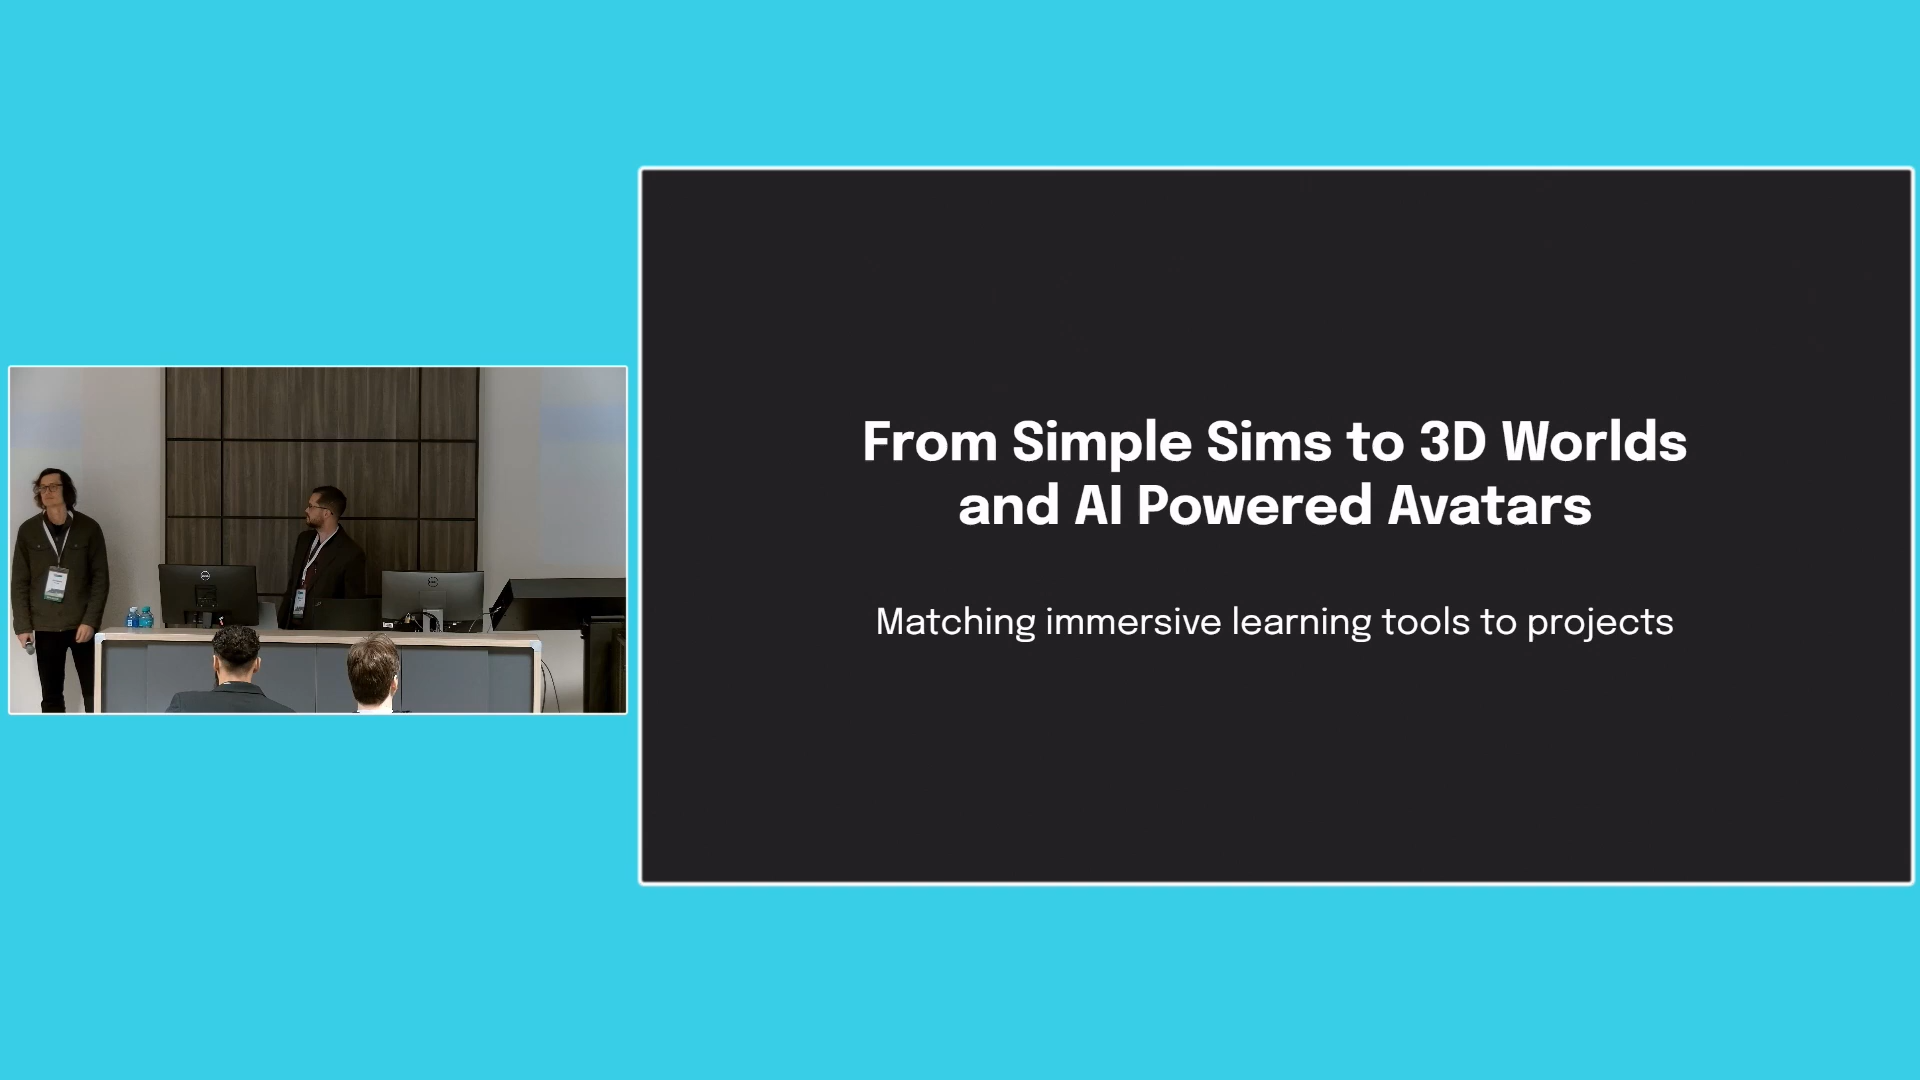 From Simple Sims to 3D Worlds
and AI Powered Avatars
Matching immersive learning tools to projects